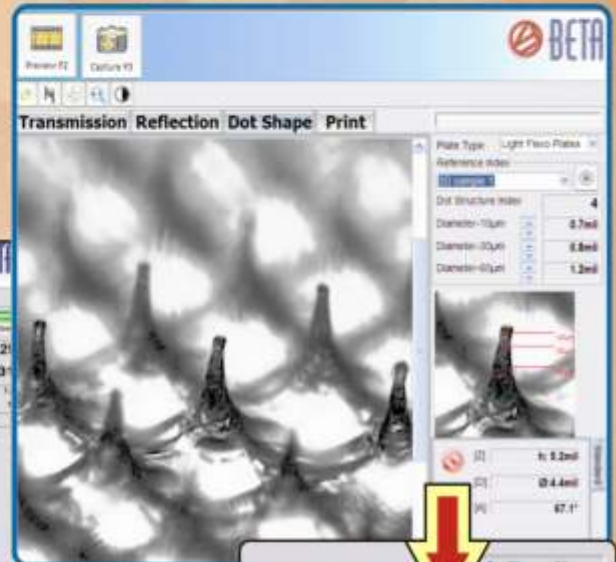 BETA
Preview F2 Capture F3
Transmission Reflection Dot Shape Print
Plate Type Light Flexo Plates
Reference Index
Dot Structure Index 4
Diameter-10µm 0.7mil
Diameter-30µm 0.8mil
Diameter-60µm 1.2mil
[Z] h: 5.2mil
[D] Ø 4.4mil
[A] 67.1°